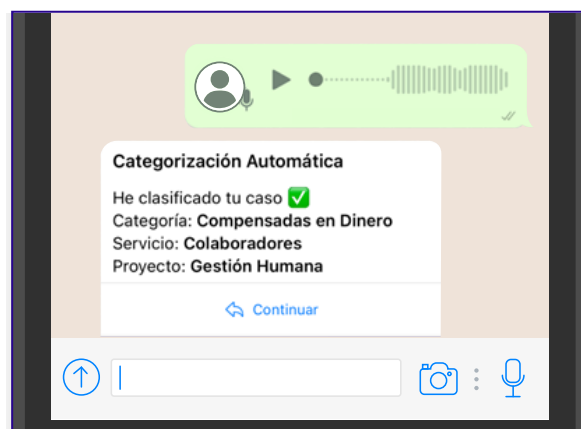 Categorización Automática
He clasificado tu caso ✅
Categoría: Compensadas en Dinero
Servicio: Colaboradores
Proyecto: Gestión Humana
Continuar